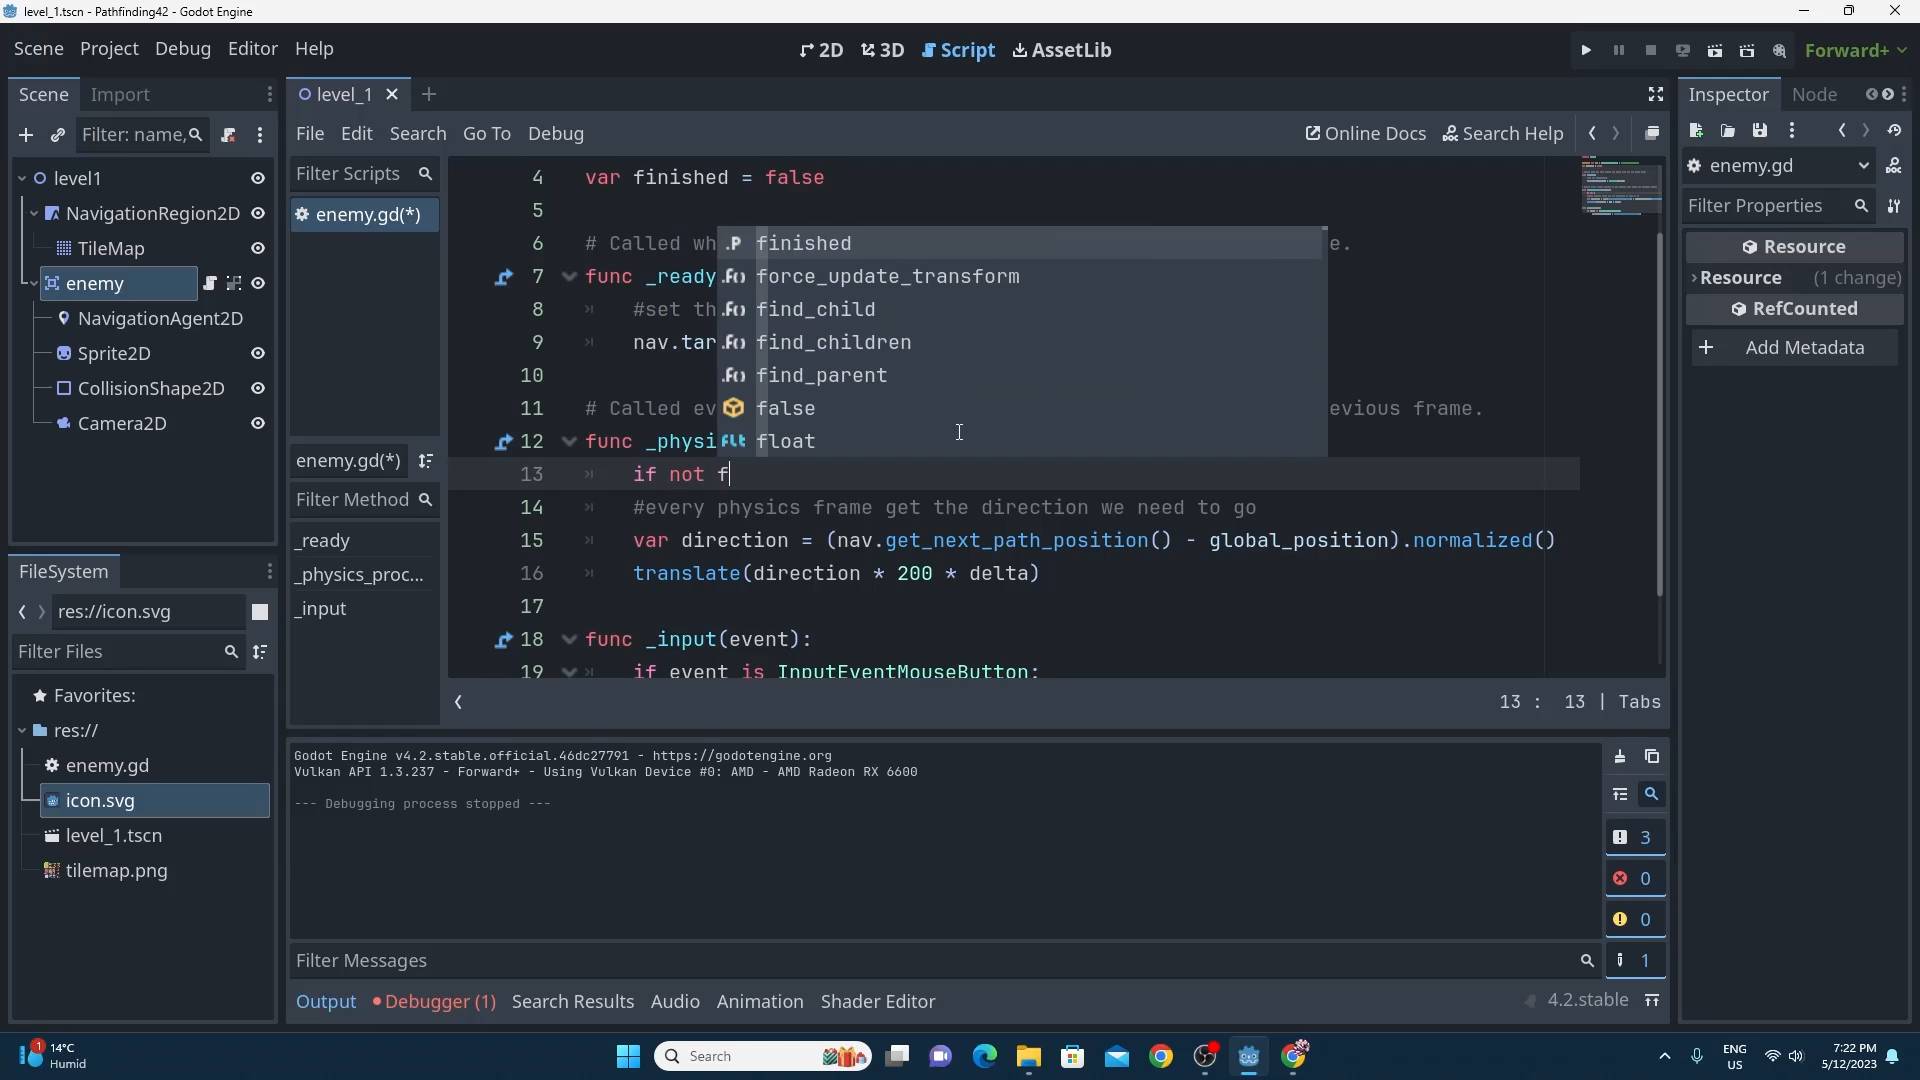 level_1.tscn - Pathfinding42 - Godot Engine
Scene Project Debug Editor Help
2D 3D Script AssetLib
Forward+
Scene Import
Filter: name,
level1
NavigationRegion2D
TileMap
enemy
NavigationAgent2D
Sprite2D
CollisionShape2D
Camera2D
FileSystem
res://icon.svg
Filter Files
Favorites:
res://
enemy.gd
icon.svg
level_1.tscn
tilemap.png
level_1
File Edit Search Go To Debug
Online Docs Search Help
Filter Scripts
enemy.gd(*)
enemy.gd(*)
Filter Method
_ready
_physics_proc...
_input
4 var finished = false
5
6 # Called wh e.
7 func _ready
8 #set th
9 nav.tar
10
11 # Called ev evious frame.
12 func _physi
13 if not f
14 #every physics frame get the direction we need to go
15 var direction = (nav.get_next_path_position() - global_position).normalized()
16 translate(direction * 200 * delta)
17
18 func _input(event):
19 if event is InputEventMouseButton:
finished
force_update_transform
find_child
find_children
find_parent
false
float
13 : 13 | Tabs
Godot Engine v4.2.stable.official.46dc27791 - https://godotengine.org
Vulkan API 1.3.237 - Forward+ - Using Vulkan Device #0: AMD - AMD Radeon RX 6600
--- Debugging process stopped ---
3
0
0
1
Filter Messages
Output Debugger (1) Search Results Audio Animation Shader Editor
4.2.stable
Inspector Node
enemy.gd
Filter Properties
Resource
Resource (1 change)
RefCounted
Add Metadata
1
14°C
Humid
Search
ENG
US
7:22 PM
5/12/2023